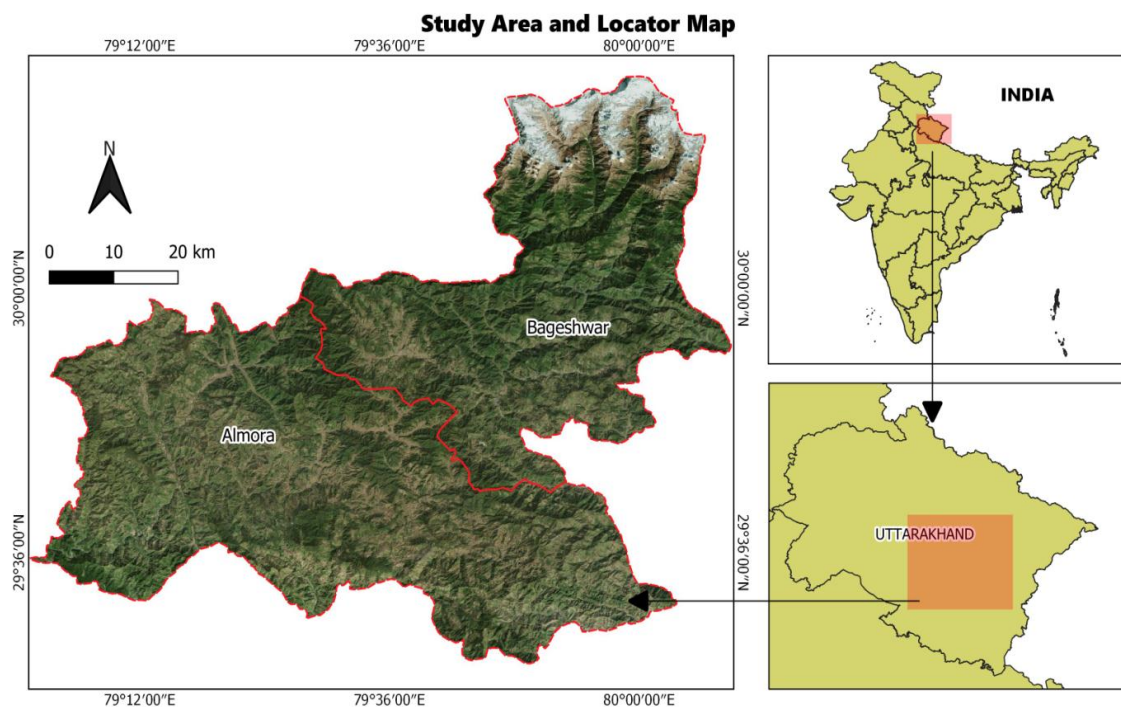 Study Area and Locator Map
79°12′00″E 79°36′00″E 80°00′00″E
N
0 10 20 km
30°00′00″N
29°36′00″N
Bageshwar
Almora
30°00′00″N
29°36′00″N
79°12′00″E 79°36′00″E 80°00′00″E
INDIA
UTTARAKHAND